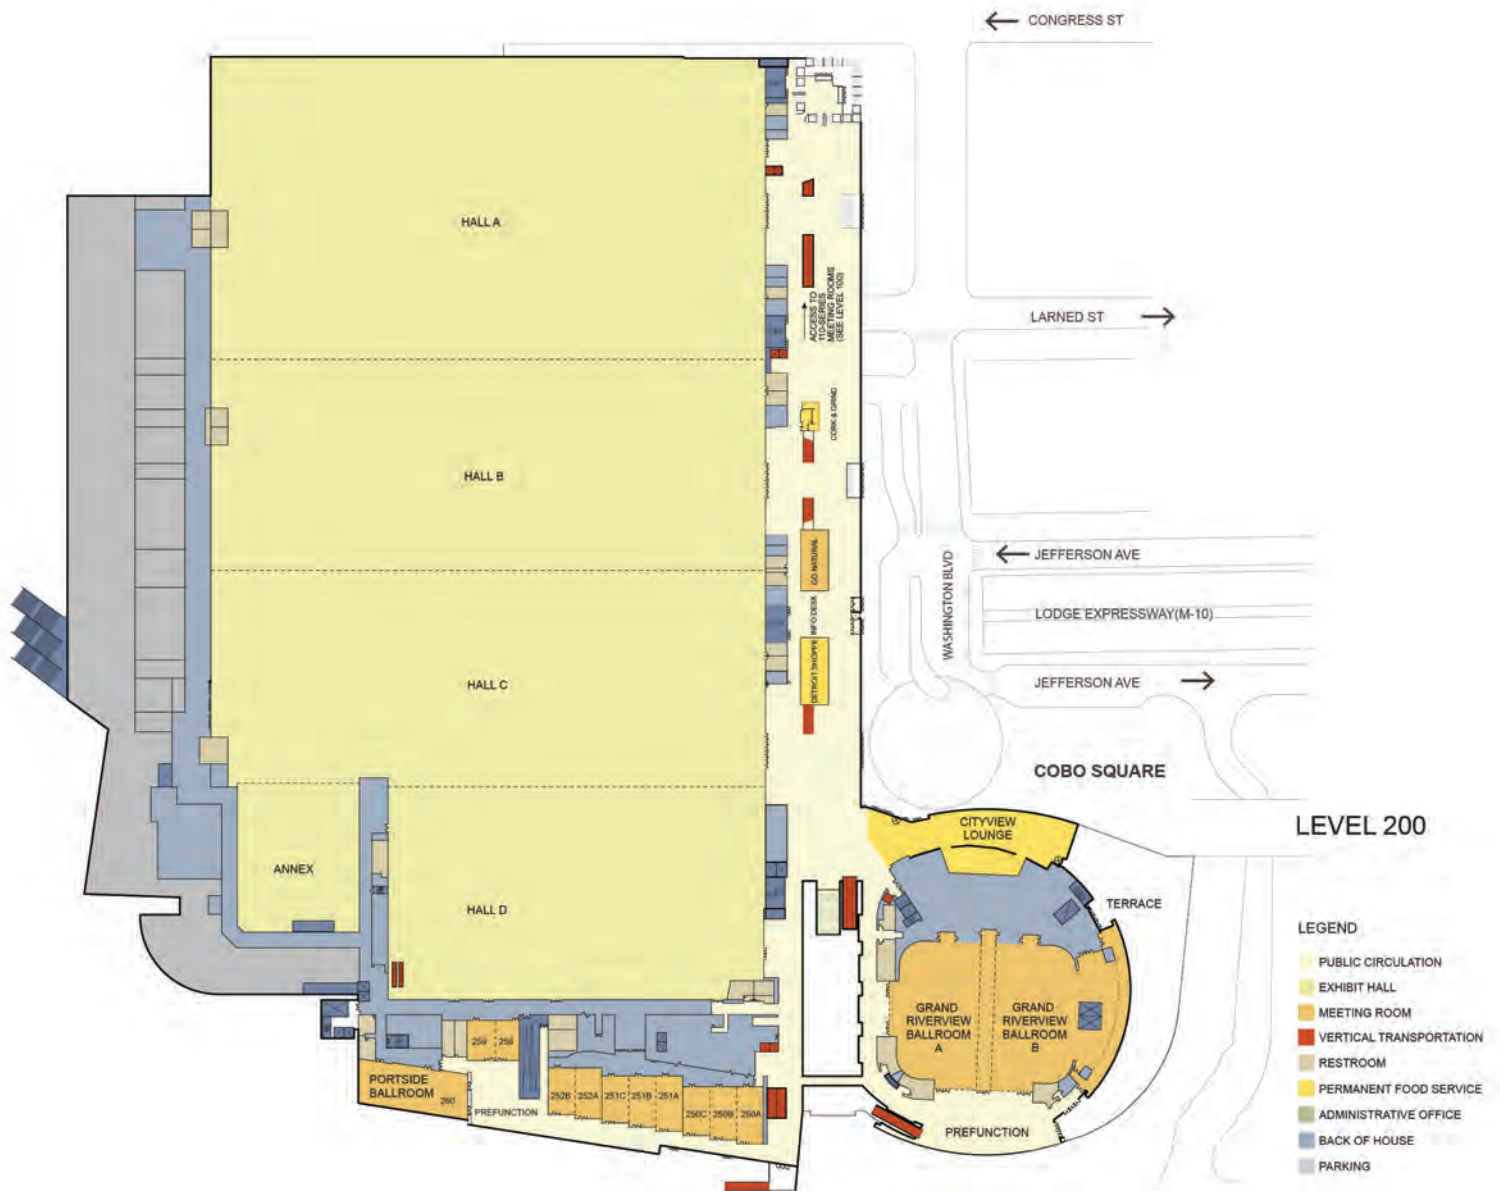 CONGRESS ST
HALL A
ACCESS TO
110-SERIES
MEETING ROOMS
(SEE LEVEL 100)
LARNED ST
CORK & GRIND
HALL B
GO NATURAL
JEFFERSON AVE
WASHINGTON BLVD
INFO DESK
LODGE EXPRESSWAY(M-10)
DETROIT SHOPPE
HALL C
JEFFERSON AVE
COBO SQUARE
CITYVIEW
LOUNGE
LEVEL 200
ANNEX
HALL D
TERRACE
LEGEND
PUBLIC CIRCULATION
EXHIBIT HALL
MEETING ROOM
VERTICAL TRANSPORTATION
RESTROOM
PERMANENT FOOD SERVICE
ADMINISTRATIVE OFFICE
BACK OF HOUSE
PARKING
GRAND
RIVERVIEW
BALLROOM
A
GRAND
RIVERVIEW
BALLROOM
B
259
258
PORTSIDE
BALLROOM
260
PREFUNCTION
252B
252A
251C
251B
251A
250C
250B
250A
PREFUNCTION